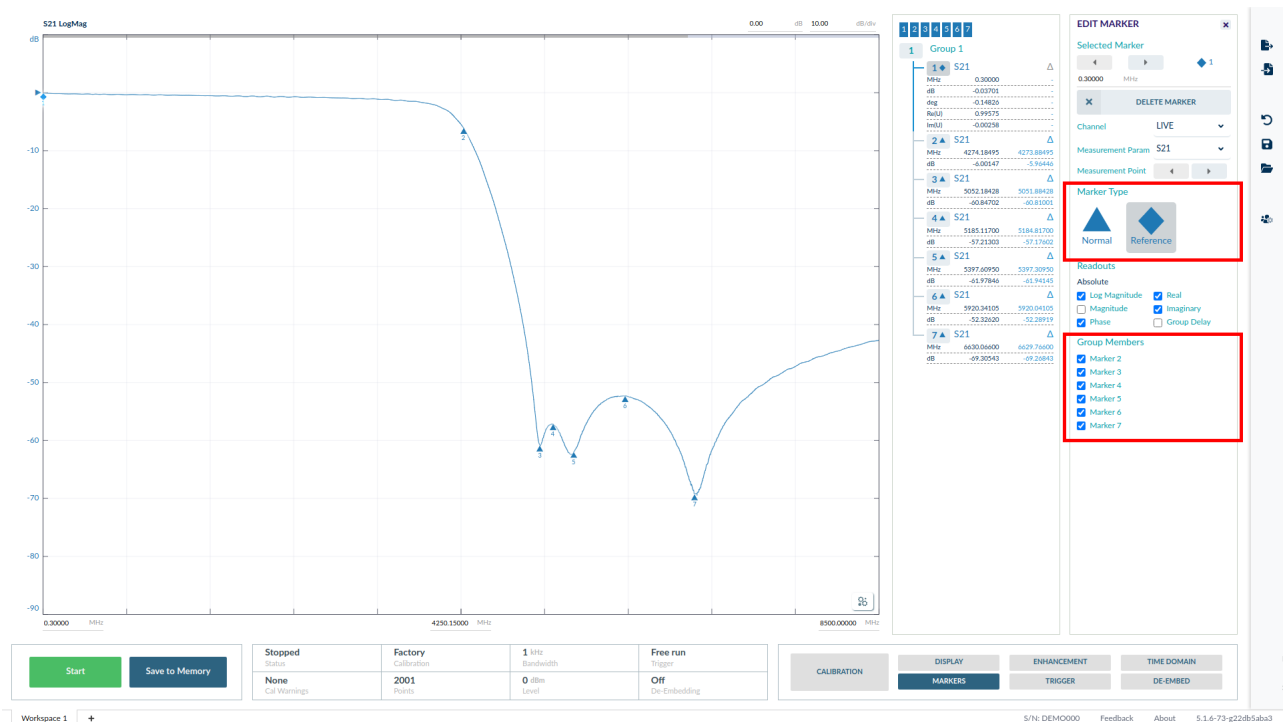 S21 LogMag
0.00 dB 10.00 dB/div
dB
-10
-20
-30
-40
-50
-60
-70
-80
-90
2
3
4
5
6
7
0.30000 MHz
4250.15000 MHz
8500.00000 MHz
1 2 3 4 5 6 7
1 Group 1
1 S21 Δ
MHz 0.30000 -
dB -0.03701 -
deg -0.14826 -
Re(U) 0.99575 -
Im(U) -0.00258 -
2 S21 Δ
MHz 4274.18495 4273.88495
dB -6.00147 -5.96446
3 S21 Δ
MHz 5052.18428 5051.88428
dB -60.84702 -60.81001
4 S21 Δ
MHz 5185.11700 5184.81700
dB -57.21303 -57.17602
5 S21 Δ
MHz 5397.60950 5397.30950
dB -61.97846 -61.94145
6 S21 Δ
MHz 5920.34105 5920.04105
dB -52.32620 -52.28919
7 S21 Δ
MHz 6630.06600 6629.76600
dB -69.30543 -69.26843
EDIT MARKER
Selected Marker
1
0.30000 MHz
DELETE MARKER
Channel LIVE
Measurement Param S21
Measurement Point
Marker Type
Normal Reference
Readouts
Absolute
Log Magnitude Real
Magnitude Imaginary
Phase Group Delay
Group Members
Marker 2
Marker 3
Marker 4
Marker 5
Marker 6
Marker 7
Start
Save to Memory
Stopped
Status
Factory
Calibration
1 kHz
Bandwidth
Free run
Trigger
None
Cal Warnings
2001
Points
0 dBm
Level
Off
De-Embedding
CALIBRATION
DISPLAY ENHANCEMENT TIME DOMAIN
MARKERS TRIGGER DE-EMBED
Workspace 1 +
S/N: DEMO000 Feedback About 5.1.6-73-g22db5aba3